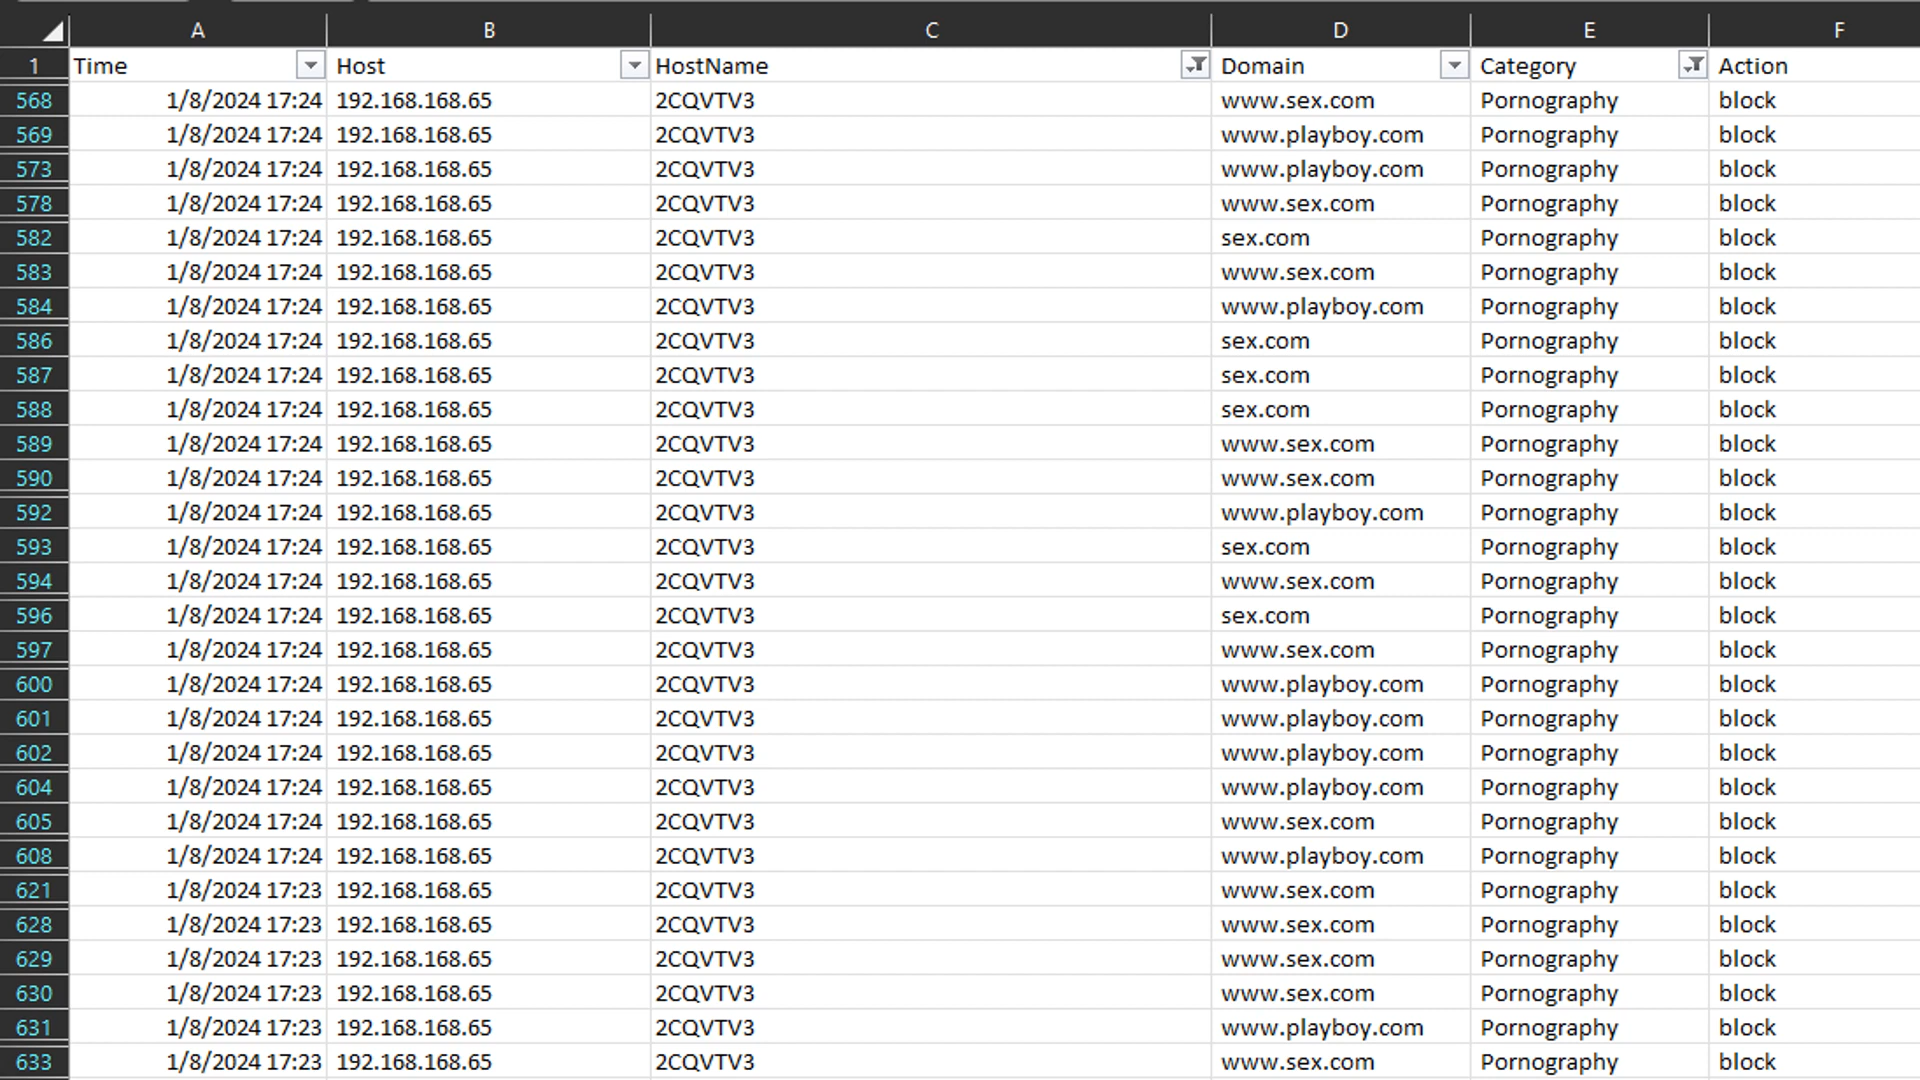 A B C D E F
1 Time Host HostName Domain Category Action
568 1/8/2024 17:24 192.168.168.65 2CQVTV3 www.sex.com Pornography block
569 1/8/2024 17:24 192.168.168.65 2CQVTV3 www.playboy.com Pornography block
573 1/8/2024 17:24 192.168.168.65 2CQVTV3 www.playboy.com Pornography block
578 1/8/2024 17:24 192.168.168.65 2CQVTV3 www.sex.com Pornography block
582 1/8/2024 17:24 192.168.168.65 2CQVTV3 sex.com Pornography block
583 1/8/2024 17:24 192.168.168.65 2CQVTV3 www.sex.com Pornography block
584 1/8/2024 17:24 192.168.168.65 2CQVTV3 www.playboy.com Pornography block
586 1/8/2024 17:24 192.168.168.65 2CQVTV3 sex.com Pornography block
587 1/8/2024 17:24 192.168.168.65 2CQVTV3 sex.com Pornography block
588 1/8/2024 17:24 192.168.168.65 2CQVTV3 sex.com Pornography block
589 1/8/2024 17:24 192.168.168.65 2CQVTV3 www.sex.com Pornography block
590 1/8/2024 17:24 192.168.168.65 2CQVTV3 www.sex.com Pornography block
592 1/8/2024 17:24 192.168.168.65 2CQVTV3 www.playboy.com Pornography block
593 1/8/2024 17:24 192.168.168.65 2CQVTV3 sex.com Pornography block
594 1/8/2024 17:24 192.168.168.65 2CQVTV3 www.sex.com Pornography block
596 1/8/2024 17:24 192.168.168.65 2CQVTV3 sex.com Pornography block
597 1/8/2024 17:24 192.168.168.65 2CQVTV3 www.sex.com Pornography block
600 1/8/2024 17:24 192.168.168.65 2CQVTV3 www.playboy.com Pornography block
601 1/8/2024 17:24 192.168.168.65 2CQVTV3 www.playboy.com Pornography block
602 1/8/2024 17:24 192.168.168.65 2CQVTV3 www.playboy.com Pornography block
604 1/8/2024 17:24 192.168.168.65 2CQVTV3 www.playboy.com Pornography block
605 1/8/2024 17:24 192.168.168.65 2CQVTV3 www.sex.com Pornography block
608 1/8/2024 17:24 192.168.168.65 2CQVTV3 www.playboy.com Pornography block
621 1/8/2024 17:23 192.168.168.65 2CQVTV3 www.sex.com Pornography block
628 1/8/2024 17:23 192.168.168.65 2CQVTV3 www.sex.com Pornography block
629 1/8/2024 17:23 192.168.168.65 2CQVTV3 www.sex.com Pornography block
630 1/8/2024 17:23 192.168.168.65 2CQVTV3 www.sex.com Pornography block
631 1/8/2024 17:23 192.168.168.65 2CQVTV3 www.playboy.com Pornography block
633 1/8/2024 17:23 192.168.168.65 2CQVTV3 www.sex.com Pornography block